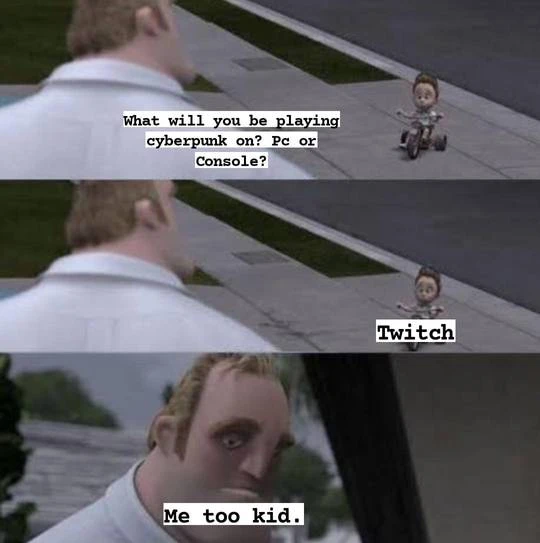 What will you be playing
cyberpunk on? Pc or
Console?
Twitch
Me too kid.